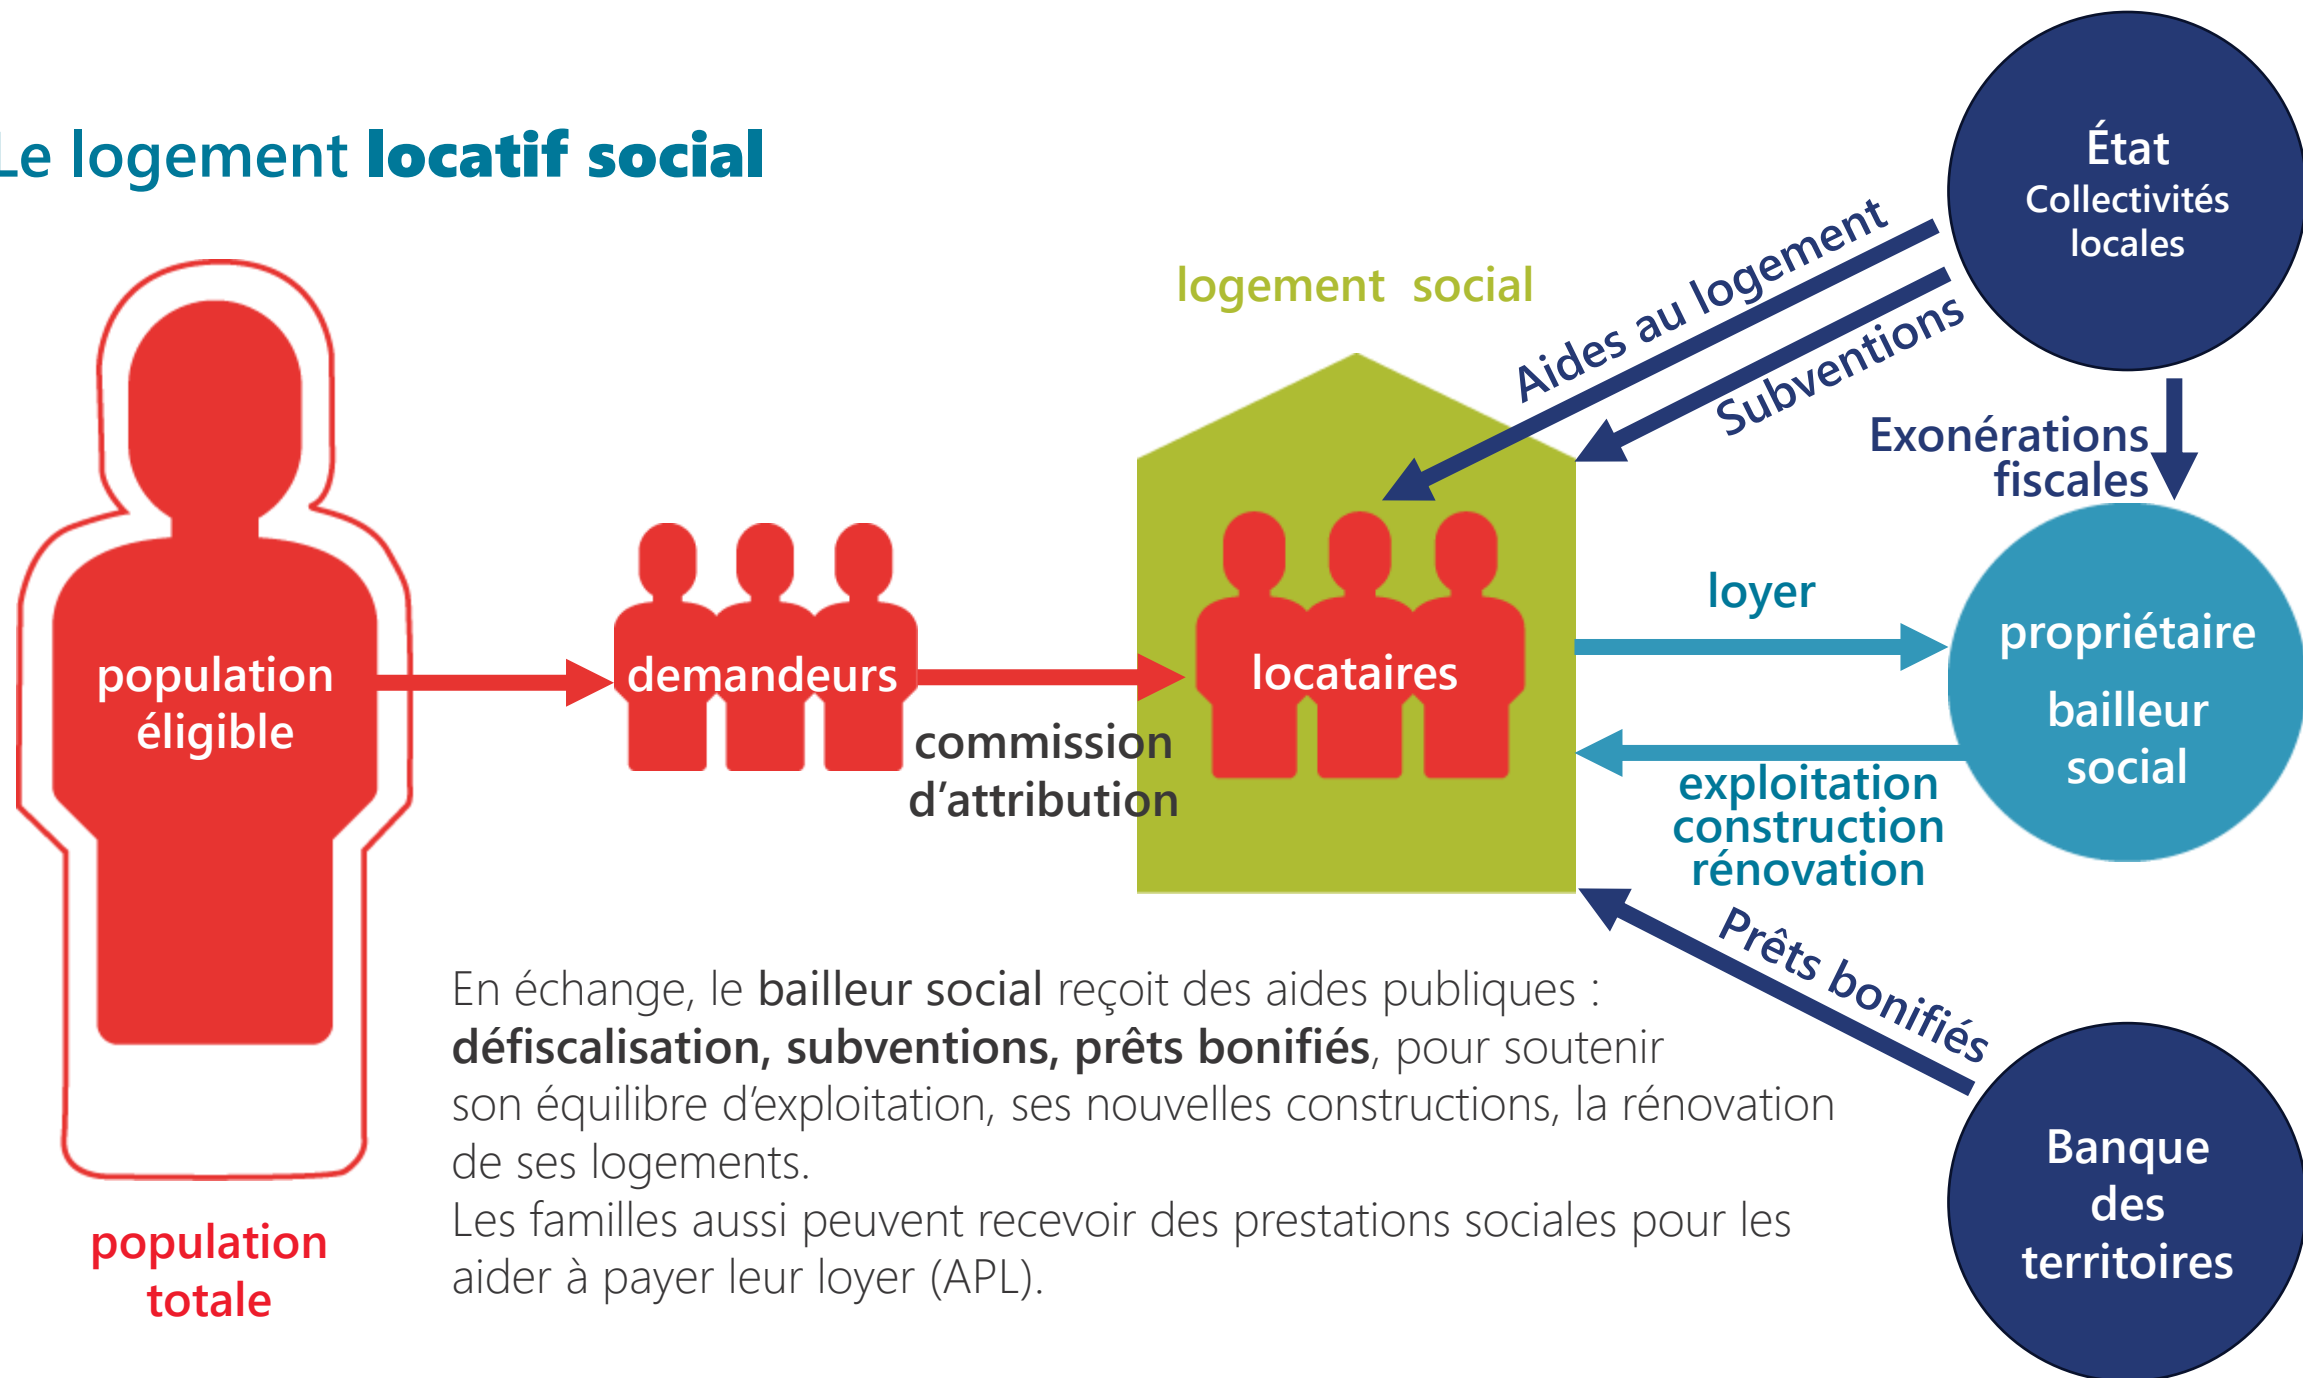 Le logement locatif social
État
Collectivités
locales
Aides au logement
Subventions
logement social
Exonérations
fiscales
loyer
propriétaire
bailleur
social
population
éligible
demandeurs
locataires
commission
d’attribution
exploitation
construction
rénovation
Prêts bonifiés
En échange, le bailleur social reçoit des aides publiques :
défiscalisation, subventions, prêts bonifiés, pour soutenir
son équilibre d’exploitation, ses nouvelles constructions, la rénovation
de ses logements.
Les familles aussi peuvent recevoir des prestations sociales pour les
aider à payer leur loyer (APL).
Banque
des
territoires
population
totale